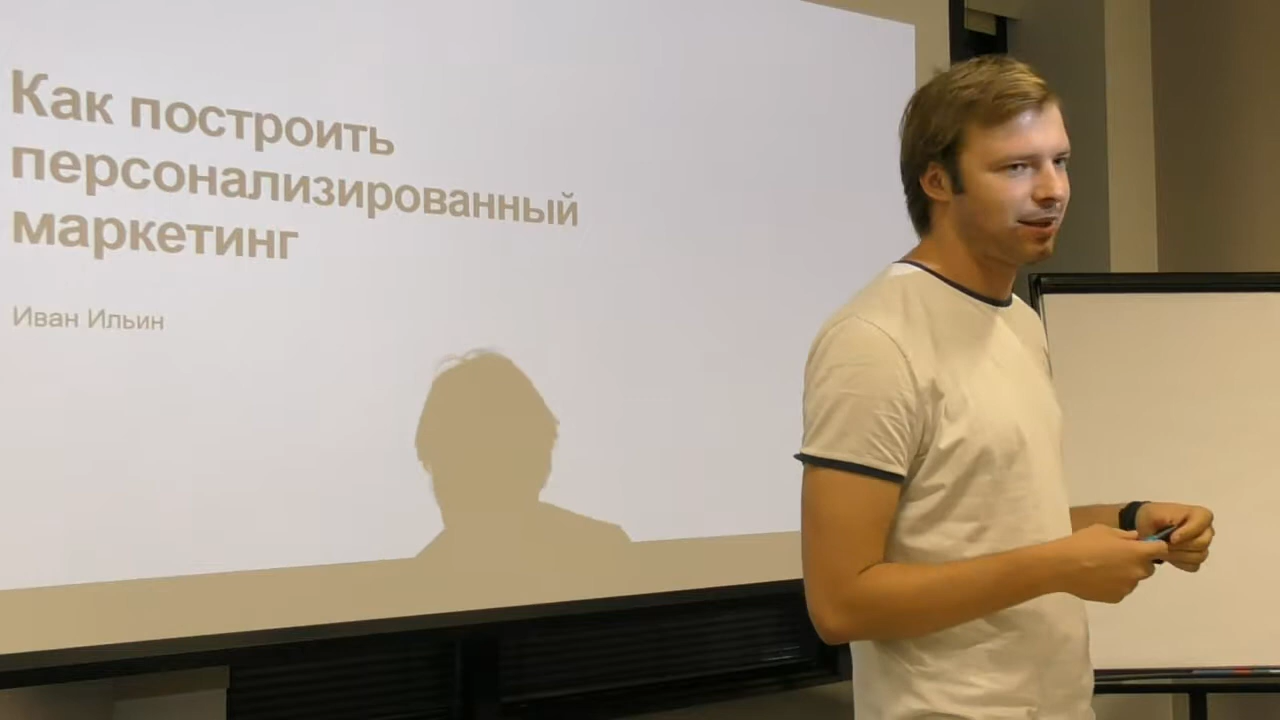 Как построить
персонализированный
маркетинг
Иван Ильин